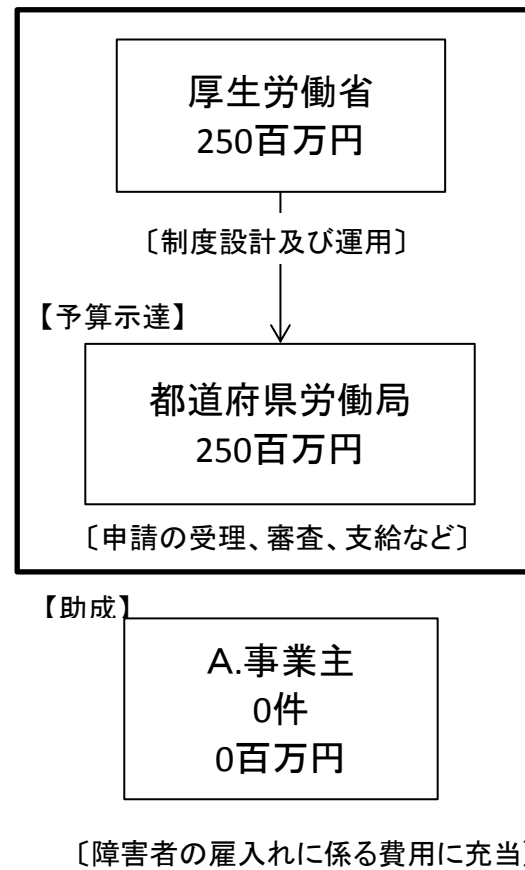 厚生労働省
250百万円
〔制度設計及び運用〕
【予算示達】
都道府県労働局
250百万円
〔申請の受理、審査、支給など〕
【助成】
A.事業主
0件
0百万円
〔障害者の雇入れに係る費用に充当〕